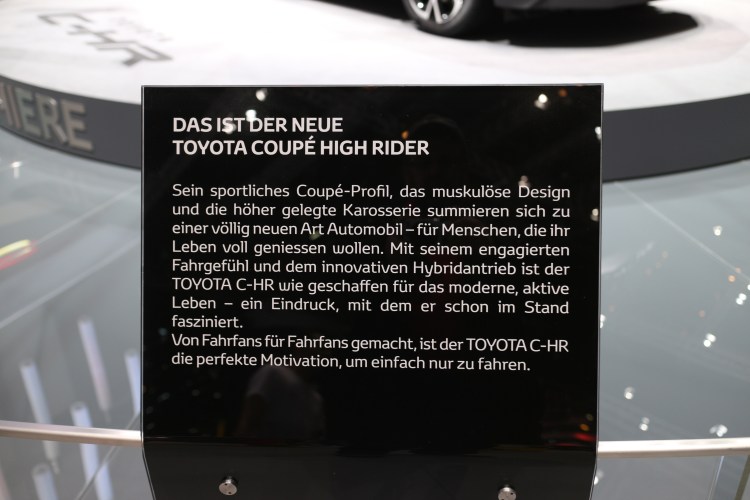 TOYOTA
C-HR
MIERE
DAS IST DER NEUE
TOYOTA COUPÉ HIGH RIDER
Sein sportliches Coupé-Profil, das muskulöse Design
und die höher gelegte Karosserie summieren sich zu
einer völlig neuen Art Automobil – für Menschen, die ihr
Leben voll geniessen wollen. Mit seinem engagierten
Fahrgefühl und dem innovativen Hybridantrieb ist der
TOYOTA C-HR wie geschaffen für das moderne, aktive
Leben – ein Eindruck, mit dem er schon im Stand
fasziniert.
Von Fahrfans für Fahrfans gemacht, ist der TOYOTA C-HR
die perfekte Motivation, um einfach nur zu fahren.